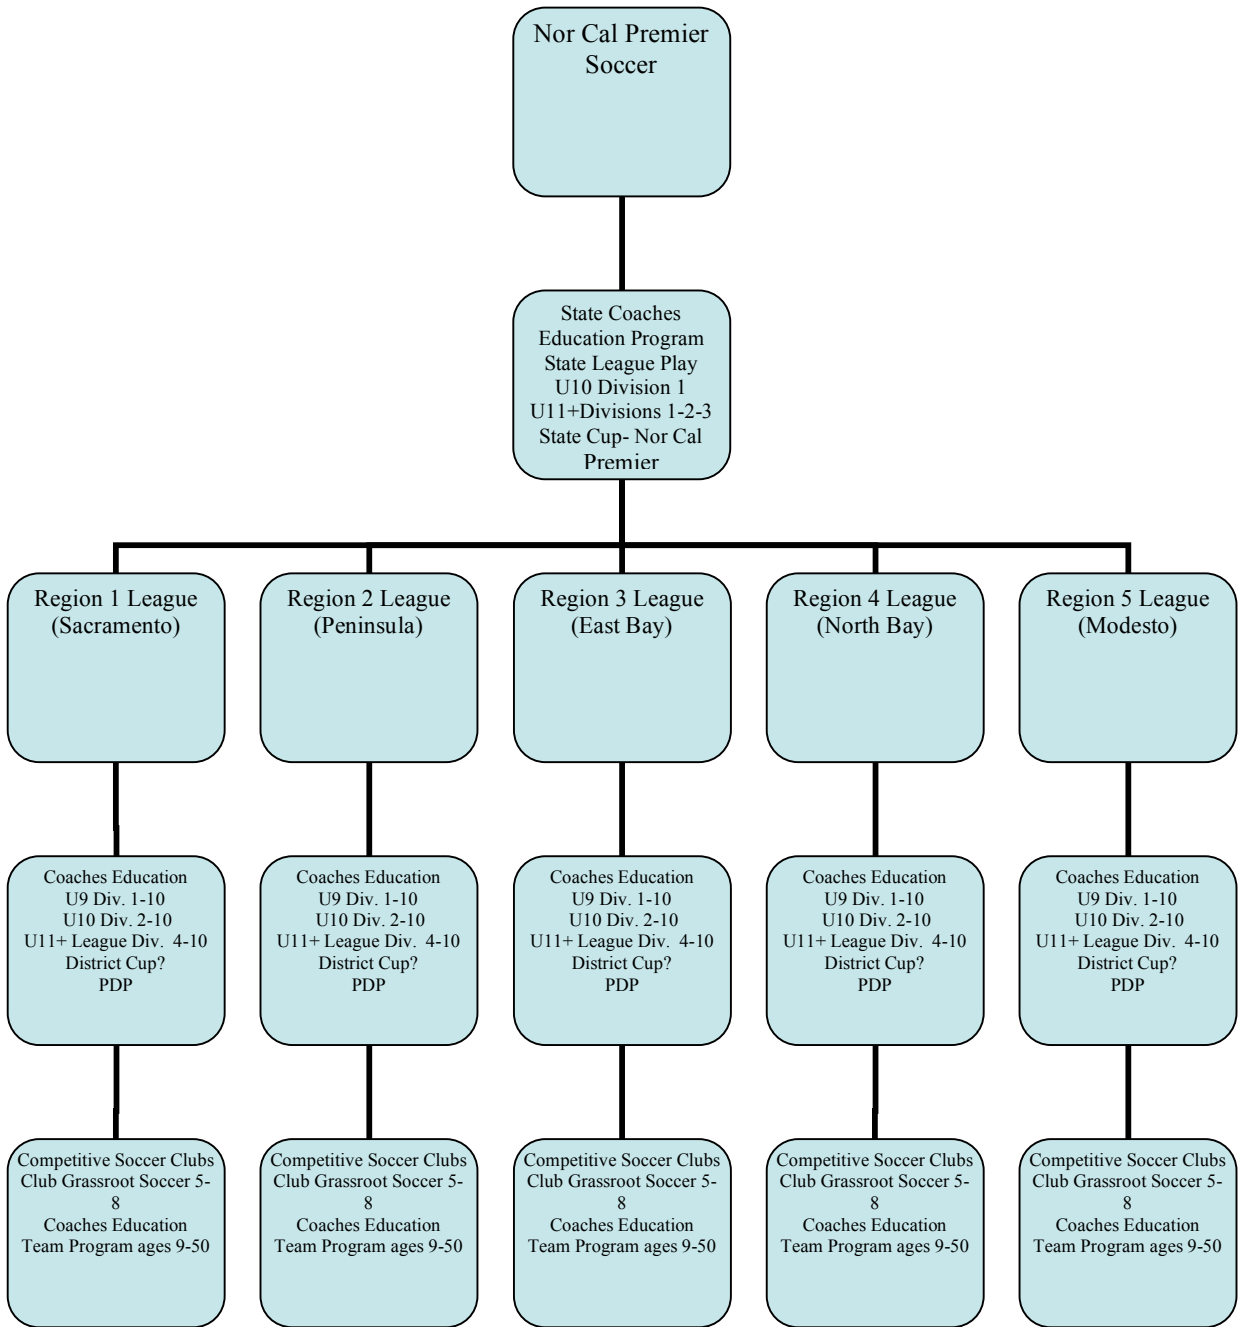 Nor Cal Premier
Soccer
State Coaches
Education Program
State League Play
U10 Division 1
U11+Divisions 1-2-3
State Cup- Nor Cal
Premier
Region 1 League
(Sacramento)
Region 2 League
(Peninsula)
Region 3 League
(East Bay)
Region 4 League
(North Bay)
Region 5 League
(Modesto)
Coaches Education
U9 Div. 1-10
U10 Div. 2-10
U11+ League Div. 4-10
District Cup?
PDP
Coaches Education
U9 Div. 1-10
U10 Div. 2-10
U11+ League Div. 4-10
District Cup?
PDP
Coaches Education
U9 Div. 1-10
U10 Div. 2-10
U11+ League Div. 4-10
District Cup?
PDP
Coaches Education
U9 Div. 1-10
U10 Div. 2-10
U11+ League Div. 4-10
District Cup?
PDP
Coaches Education
U9 Div. 1-10
U10 Div. 2-10
U11+ League Div. 4-10
District Cup?
PDP
Competitive Soccer Clubs
Club Grassroot Soccer 5-
8
Coaches Education
Team Program ages 9-50
Competitive Soccer Clubs
Club Grassroot Soccer 5-
8
Coaches Education
Team Program ages 9-50
Competitive Soccer Clubs
Club Grassroot Soccer 5-
8
Coaches Education
Team Program ages 9-50
Competitive Soccer Clubs
Club Grassroot Soccer 5-
8
Coaches Education
Team Program ages 9-50
Competitive Soccer Clubs
Club Grassroot Soccer 5-
8
Coaches Education
Team Program ages 9-50